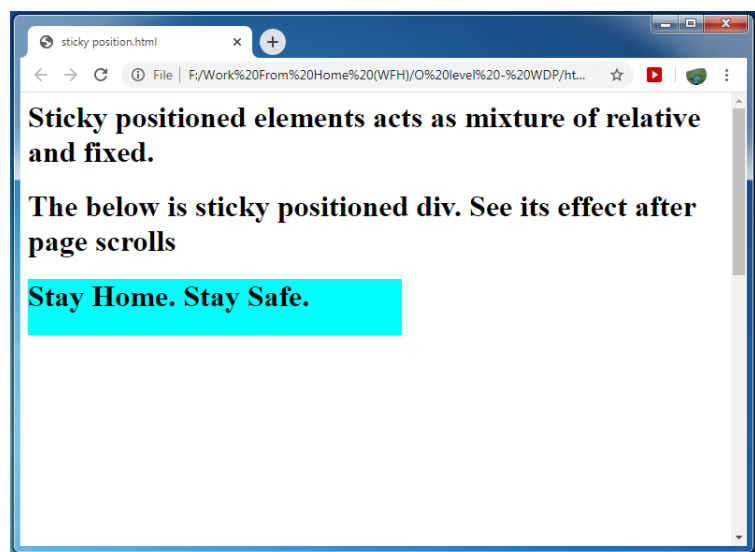 sticky position.html
File | F:/Work%20From%20Home%20(WFH)/O%20level%20-%20WDP/ht...
Sticky positioned elements acts as mixture of relative
and fixed.
The below is sticky positioned div. See its effect after
page scrolls
Stay Home. Stay Safe.